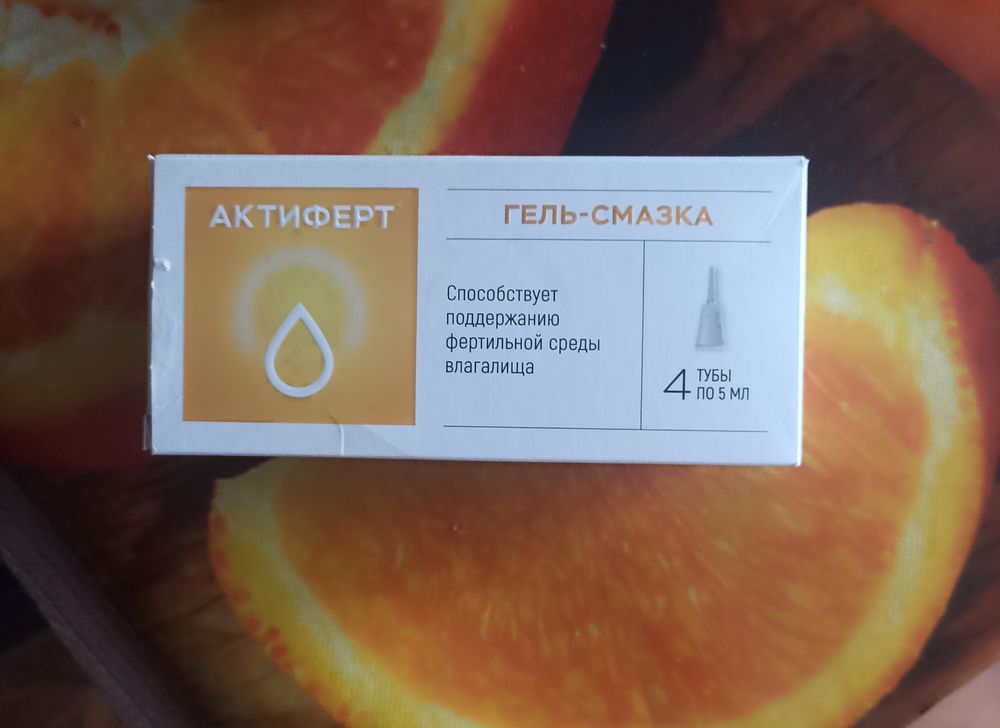 АКТИФЕРТ
ГЕЛЬ-СМАЗКА
Способствует
поддержанию
фертильной среды
влагалища
4 ТУБЫ
ПО 5 МЛ